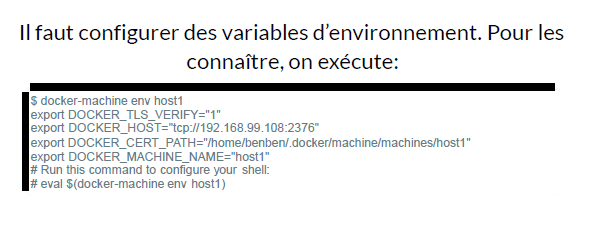 Il faut configurer des variables d’environnement. Pour les
connaître, on exécute:
$ docker-machine env host1
export DOCKER_TLS_VERIFY="1"
export DOCKER_HOST="tcp://192.168.99.108:2376"
export DOCKER_CERT_PATH="/home/benben/.docker/machine/machines/host1"
export DOCKER_MACHINE_NAME="host1"
# Run this command to configure your shell:
# eval $(docker-machine env host1)